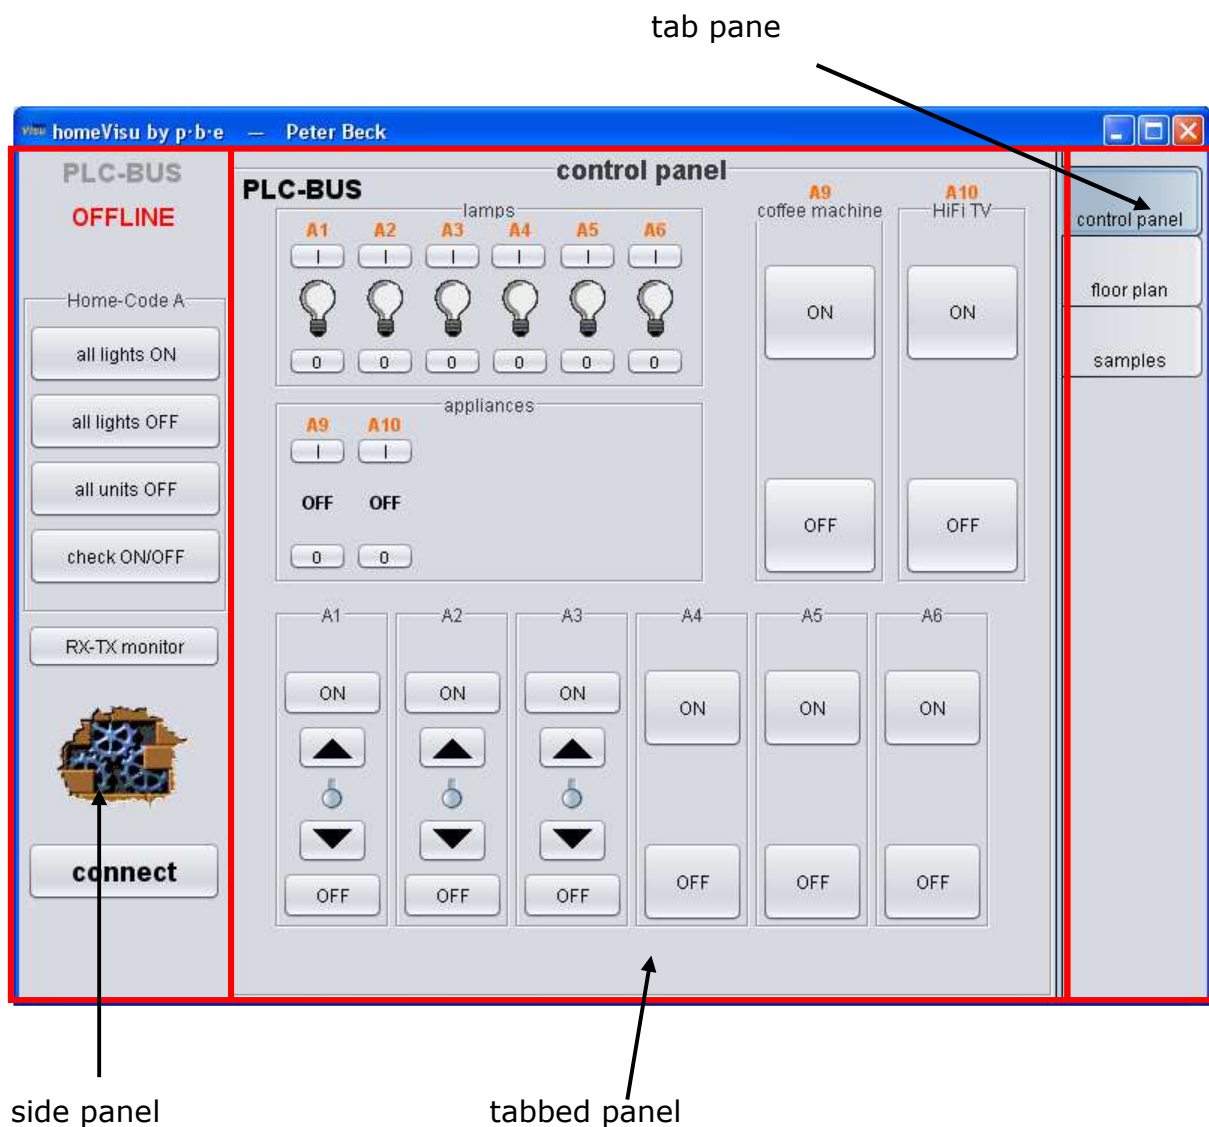 tab pane
Visu homeVisu by p·b·e — Peter Beck
PLC-BUS
OFFLINE
Home-Code A
all lights ON
all lights OFF
all units OFF
check ON/OFF
RX-TX monitor
connect
control panel
PLC-BUS
lamps
A1 A2 A3 A4 A5 A6
I I I I I I
0 0 0 0 0 0
appliances
A9 A10
I I
OFF OFF
0 0
A9
coffee machine
ON
OFF
A10
HiFi TV
ON
OFF
A1 A2 A3 A4 A5 A6
ON ON ON ON ON ON
OFF OFF OFF OFF OFF OFF
control panel
floor plan
samples
side panel
tabbed panel